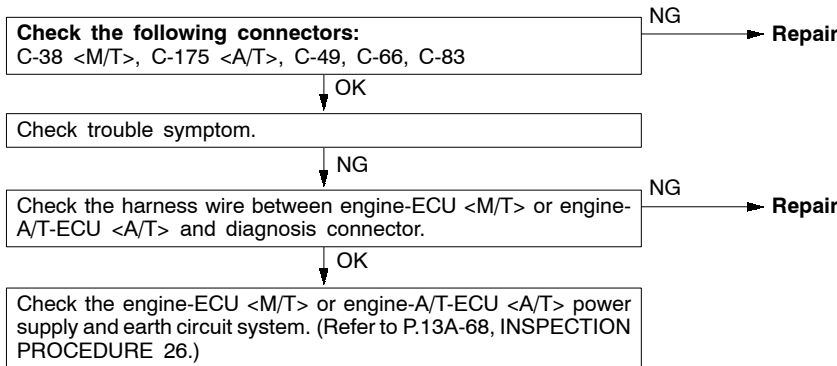 NG
Check the following connectors:
Repair
C-38 <M/T>, C-175 <A/T>, C-49, C-66, C-83
OK
Check trouble symptom.
NG
NG
Check the harness wire between engine-ECU <M/T> or engine-
Repair
A/T-ECU <A/T> and diagnosis connector.
OK
Check the engine-ECU <M/T> or engine-A/T-ECU <A/T> power
supply and earth circuit system. (Refer to P.13A-68, INSPECTION
PROCEDURE 26.)